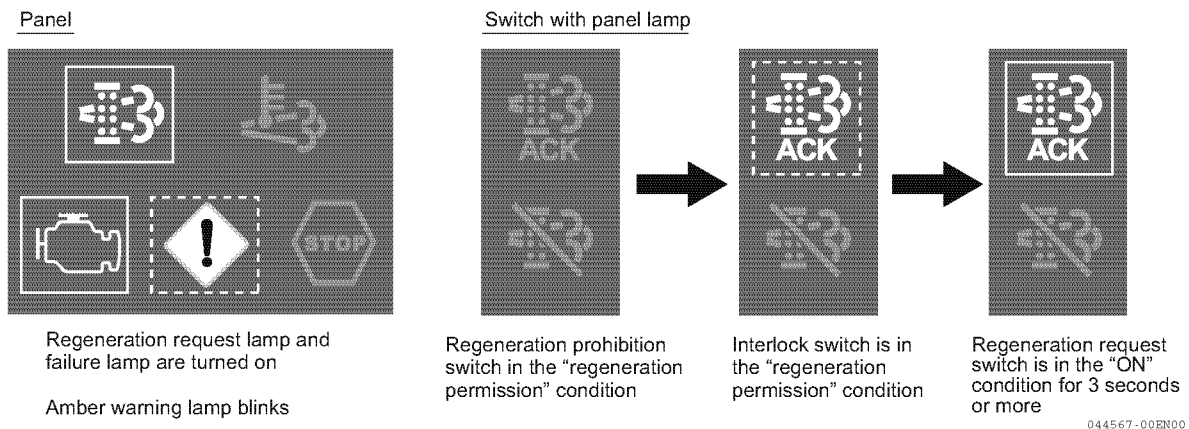 Panel
Switch with panel lamp
STOP
ACK
ACK
ACK
Regeneration request lamp and
failure lamp are turned on
Amber warning lamp blinks
Regeneration prohibition
switch in the “regeneration
permission” condition
Interlock switch is in
the “regeneration
permission” condition
Regeneration request
switch is in the “ON”
condition for 3 seconds
or more
044567-00EN00